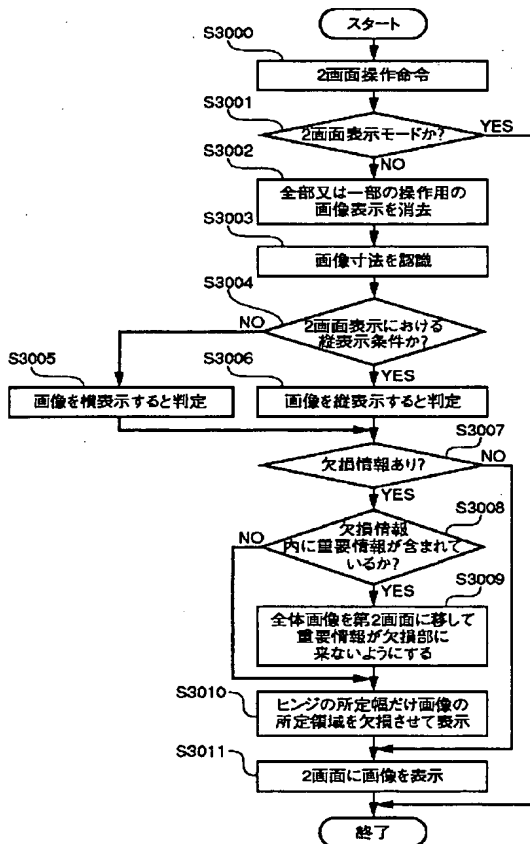 スタート
S3000
2画面操作命令
S3001
2画面表示モードか?
YES
NO
S3002
全部又は一部の操作用の
画像表示を消去
S3003
画像寸法を認識
S3004
2画面表示における
縦表示条件か?
NO
YES
S3005
画像を横表示すると判定
S3006
画像を縦表示すると判定
S3007
欠損情報あり?
NO
YES
S3008
欠損情報
内に重要情報が含まれて
いるか?
NO
YES
S3009
全体画像を第2画面に移して
重要情報が欠損部に
来ないようにする
S3010
ヒンジの所定幅だけ画像の
所定領域を欠損させて表示
S3011
2画面に画像を表示
終了